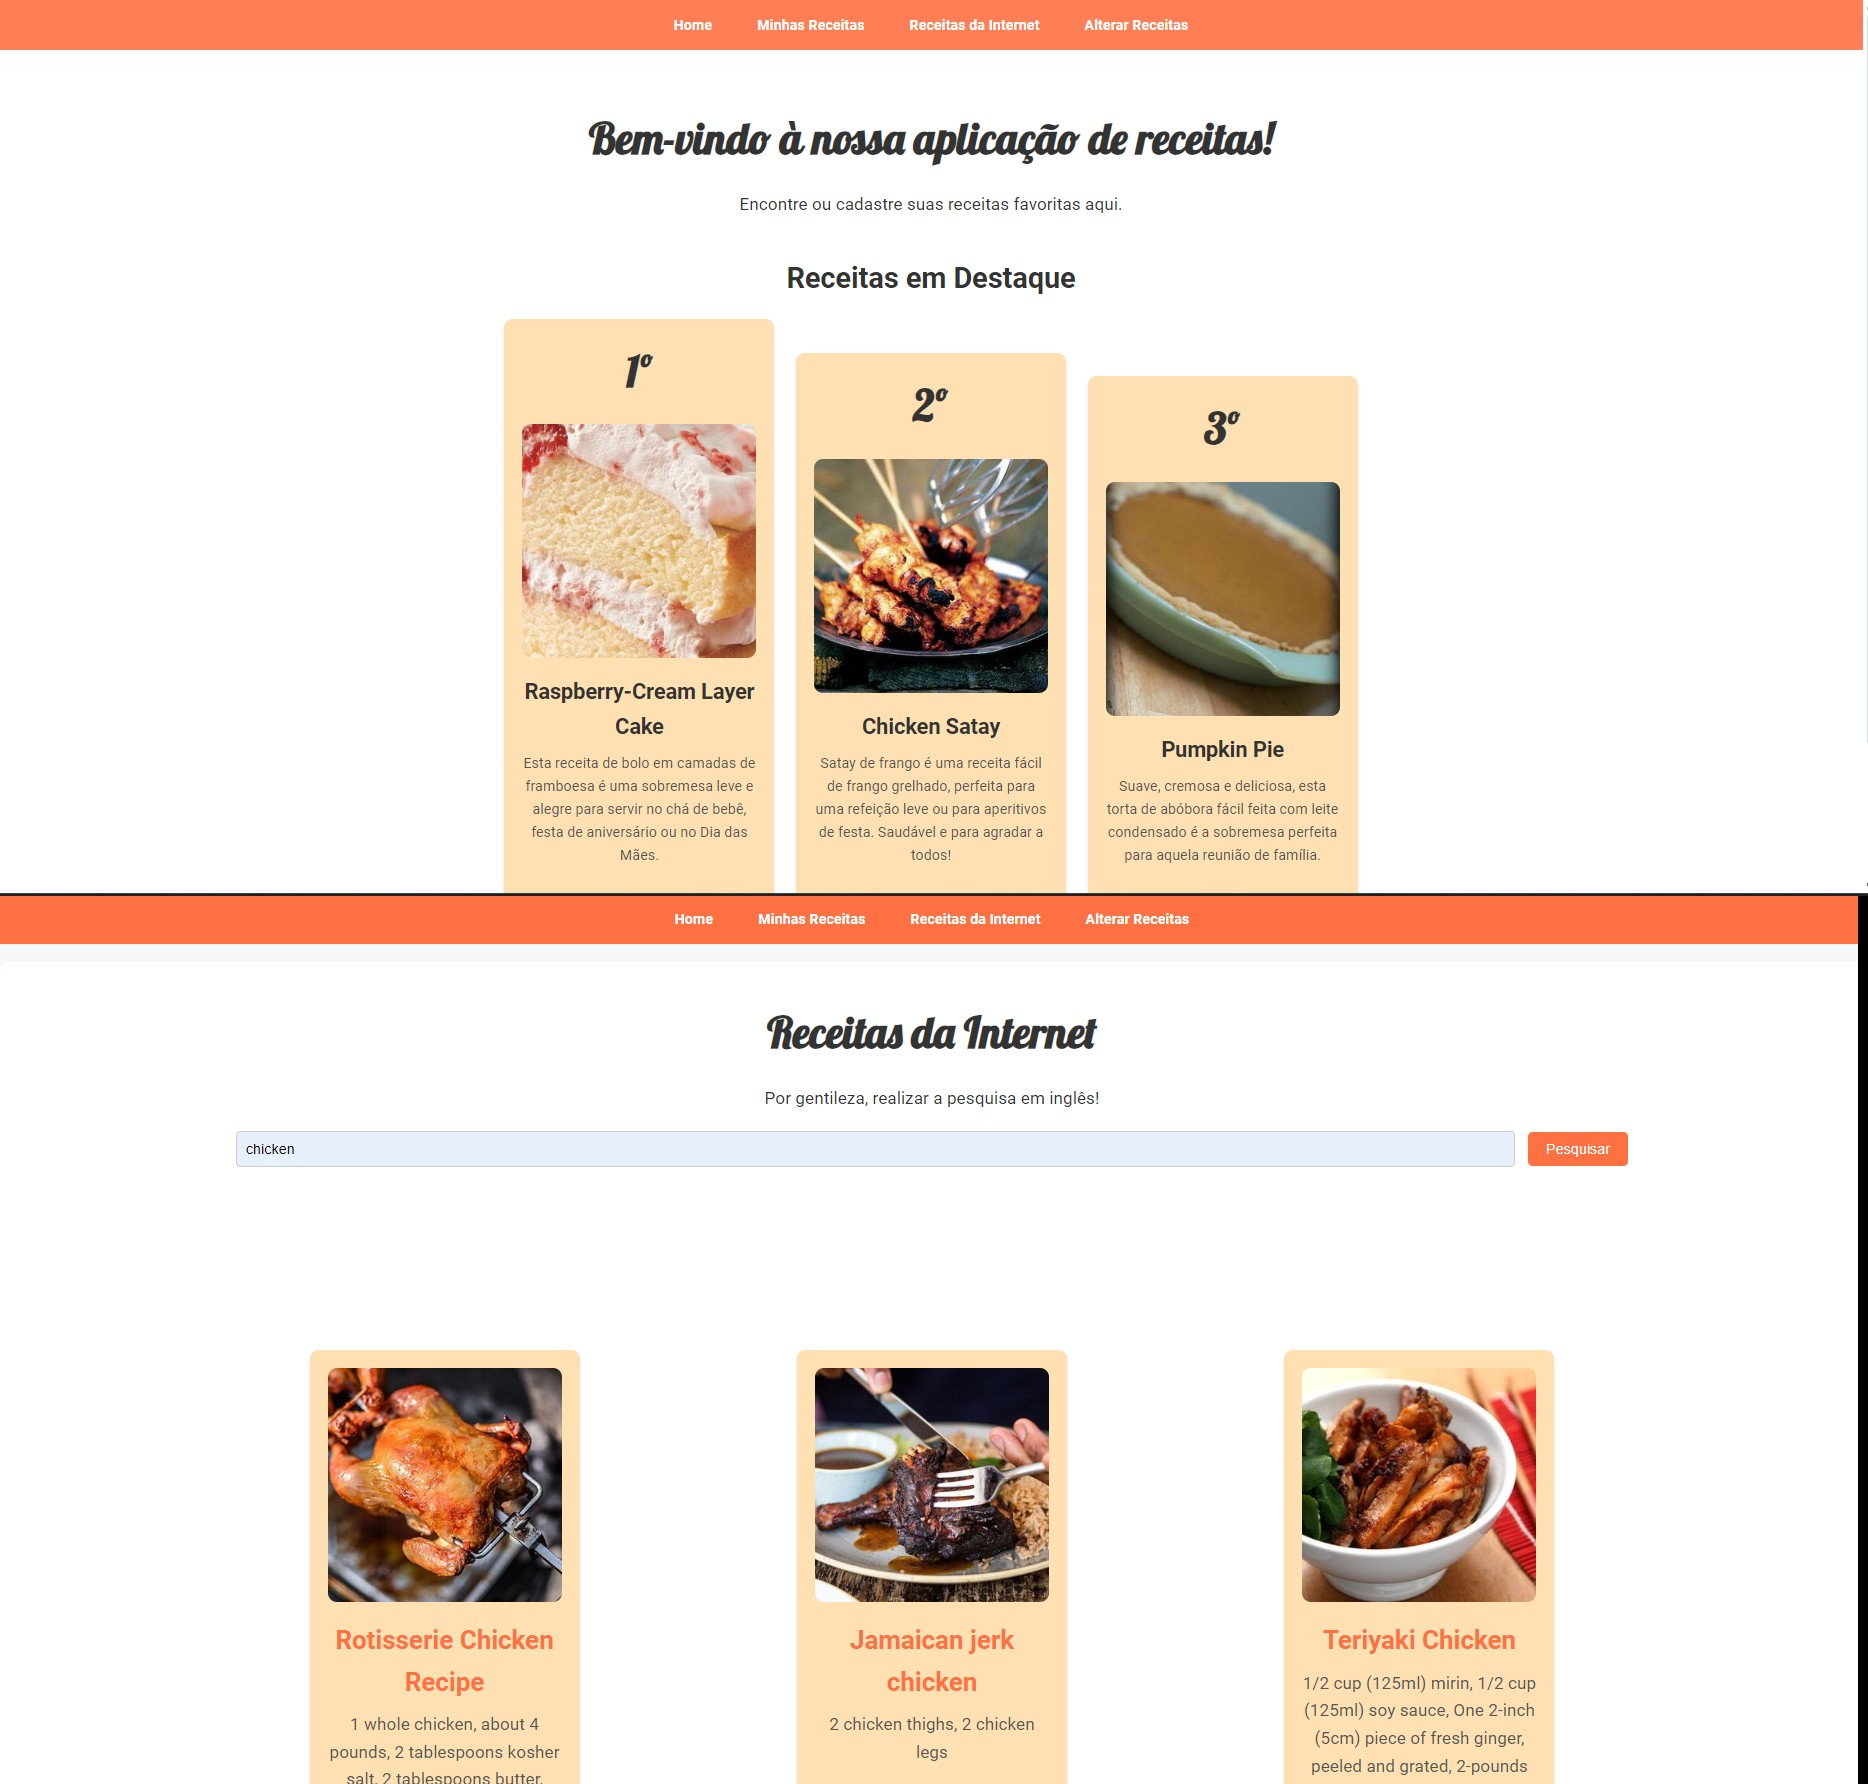 Home Minhas Receitas Receitas da Internet Alterar Receitas
Bem-vindo à nossa aplicação de receitas!
Encontre ou cadastre suas receitas favoritas aqui.
Receitas em Destaque
1º
Raspberry-Cream Layer
Cake
Esta receita de bolo em camadas de
framboesa é uma sobremesa leve e
alegre para servir no chá de bebê,
festa de aniversário ou no Dia das
Mães.
2º
Chicken Satay
Satay de frango é uma receita fácil
de frango grelhado, perfeita para
uma refeição leve ou para aperitivos
de festa. Saudável e para agradar a
todos!
3º
Pumpkin Pie
Suave, cremosa e deliciosa, esta
torta de abóbora fácil feita com leite
condensado é a sobremesa perfeita
para aquela reunião de família.
Home Minhas Receitas Receitas da Internet Alterar Receitas
Receitas da Internet
Por gentileza, realizar a pesquisa em inglês!
chicken Pesquisar
Rotisserie Chicken
Recipe
1 whole chicken, about 4
pounds, 2 tablespoons kosher
salt, 2 tablespoons butter,
Jamaican jerk
chicken
2 chicken thighs, 2 chicken
legs
Teriyaki Chicken
1/2 cup (125ml) mirin, 1/2 cup
(125ml) soy sauce, One 2-inch
(5cm) piece of fresh ginger,
peeled and grated, 2-pounds